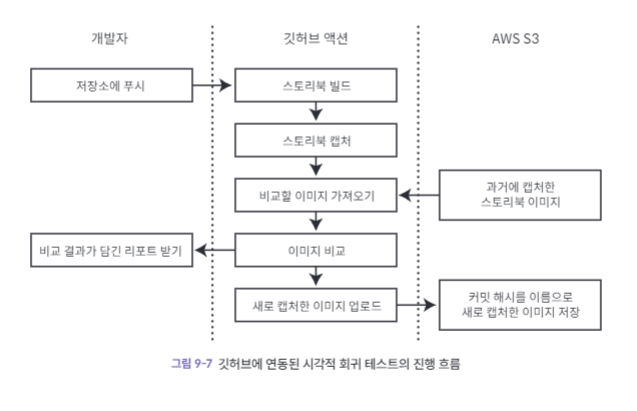 개발자
깃허브 액션
AWS S3
저장소에 푸시
스토리북 빌드
스토리북 캡처
비교할 이미지 가져오기
과거에 캡처한
스토리북 이미지
비교 결과가 담긴 리포트 받기
이미지 비교
새로 캡처한 이미지 업로드
커밋 해시를 이름으로
새로 캡처한 이미지 저장
그림 9-7 깃허브에 연동된 시각적 회귀 테스트의 진행 흐름